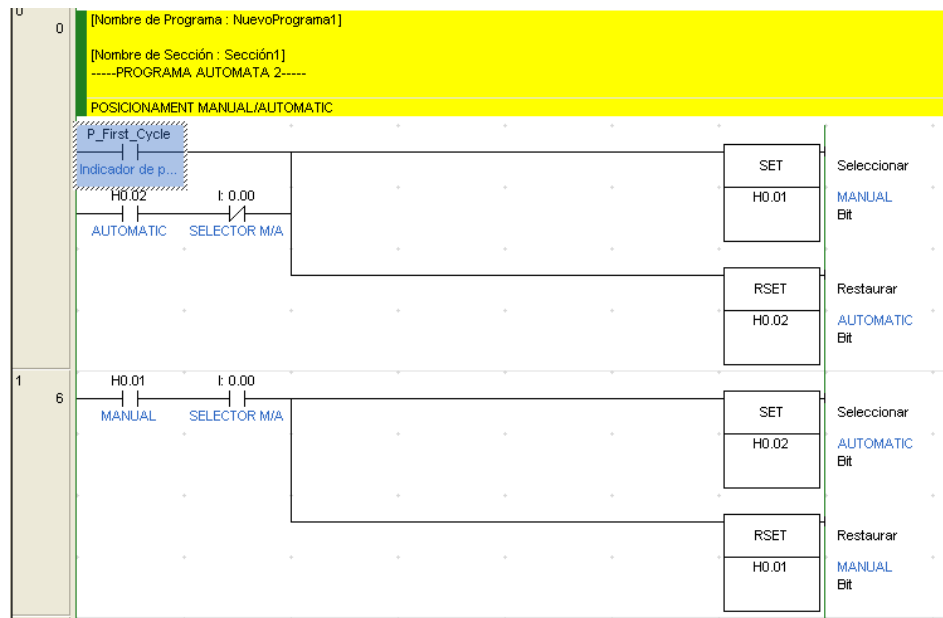 0
0
[Nombre de Programa : NuevoPrograma1]
[Nombre de Sección : Sección1]
-----PROGRAMA AUTOMATA 2-----
POSICIONAMENT MANUAL/AUTOMATIC
P_First_Cycle
Indicador de p...
SET
Seleccionar
H0.02
I: 0.00
H0.01
MANUAL
Bit
AUTOMATIC
SELECTOR M/A
RSET
Restaurar
H0.02
AUTOMATIC
Bit
1
6
H0.01
I: 0.00
MANUAL
SELECTOR M/A
SET
Seleccionar
H0.02
AUTOMATIC
Bit
RSET
Restaurar
H0.01
MANUAL
Bit